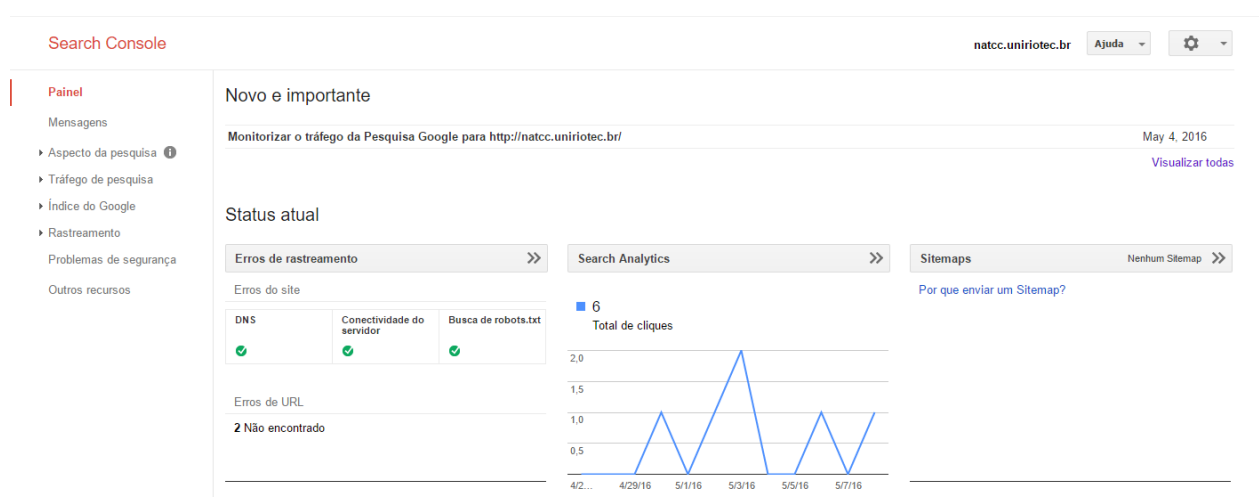 Search Console
natcc.uniriotec.br
Ajuda
Painel
Mensagens
Aspecto da pesquisa
Tráfego de pesquisa
Índice do Google
Rastreamento
Problemas de segurança
Outros recursos
Novo e importante
Monitorizar o tráfego da Pesquisa Google para http://natcc.uniriotec.br/ May 4, 2016
Visualizar todas
Status atual
Erros de rastreamento
Erros do site
DNS
Conectividade do
servidor
Busca de robots.txt
Erros de URL
2 Não encontrado
Search Analytics
6
Total de cliques
2,0
1,5
1,0
0,5
4/2... 4/29/16 5/1/16 5/3/16 5/5/16 5/7/16
Sitemaps Nenhum Sitemap
Por que enviar um Sitemap?